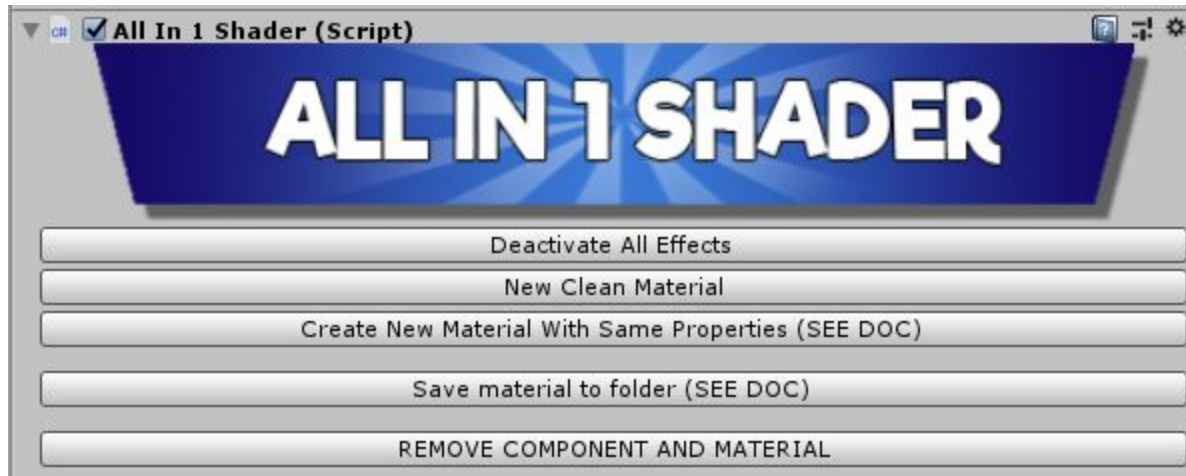 C# All In 1 Shader (Script)
ALL IN 1 SHADER
Deactivate All Effects
New Clean Material
Create New Material With Same Properties (SEE DOC)
Save material to folder (SEE DOC)
REMOVE COMPONENT AND MATERIAL